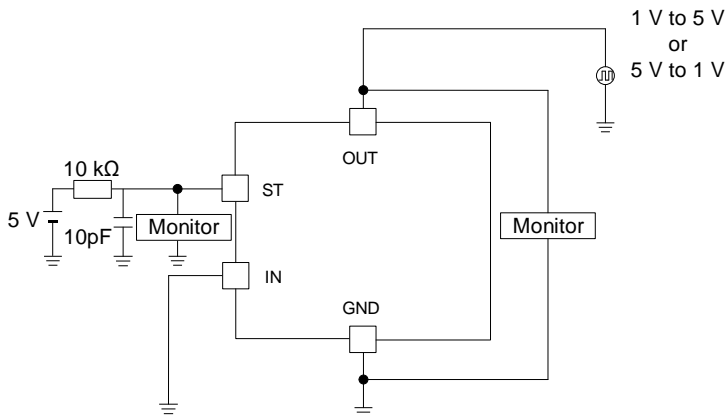 1 V to 5 V
or
5 V to 1 V
OUT
10 kΩ
ST
5 V
10pF
Monitor
Monitor
IN
GND